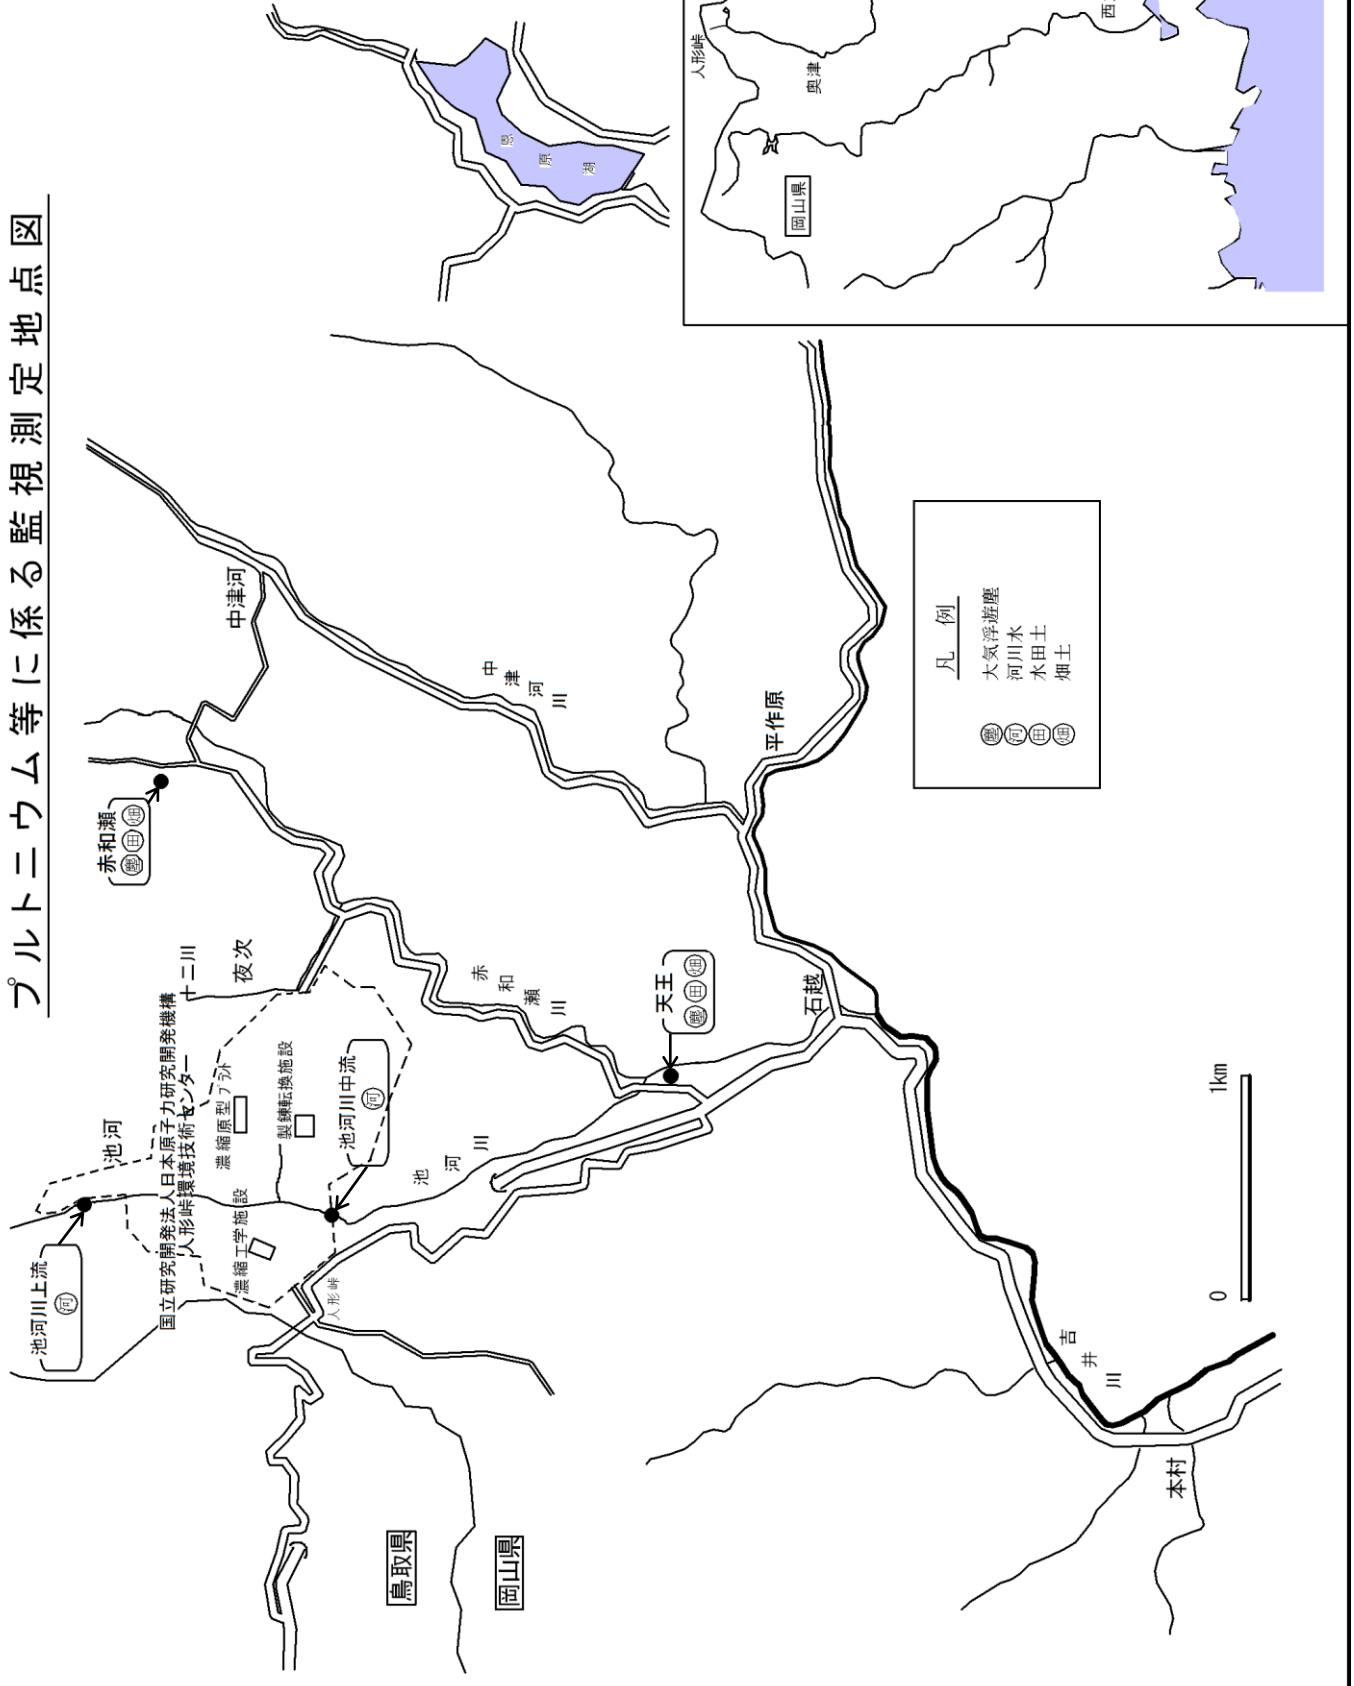 プルトニウム等に係る監視測定地点図
恩原湖
人形峠
奥津
西
岡山県
中津河
中津河川
平作原
凡例
塵 大気浮遊塵
河 河川水
田 水田土
畑 畑土
赤和瀬
塵 田 畑
十二川
夜次
赤和瀬川
天王
塵 田 畑
石越
池河
国立研究開発法人日本原子力研究開発機構
人形峠環境技術センター
濃縮原型プラント
製錬転換施設
濃縮工学施設
池河川中流
河
池河川
池河川上流
河
人形峠
鳥取県
岡山県
吉井川
本村
0
1km